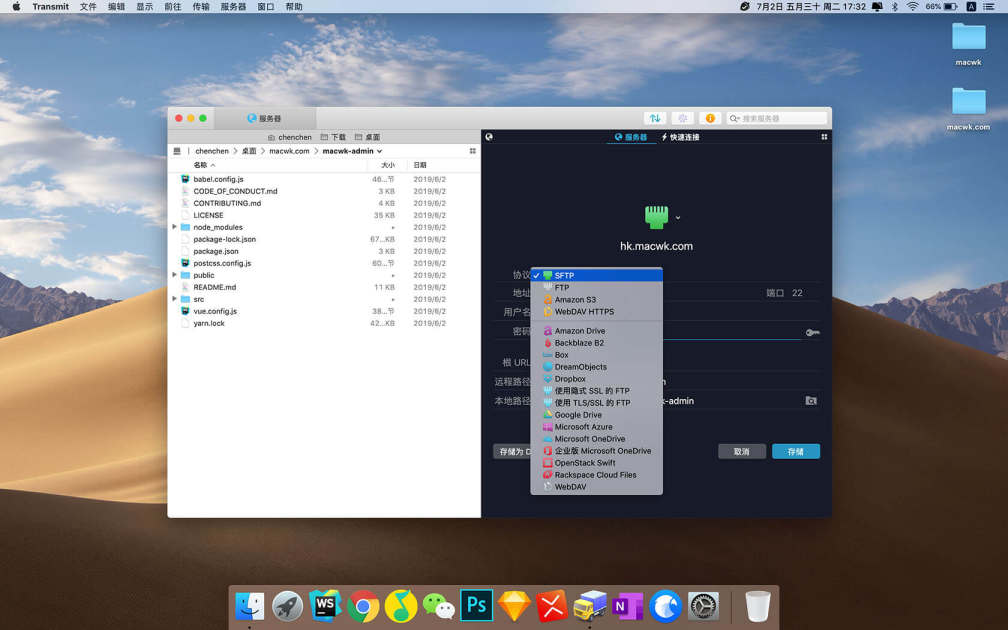 Transmit 文件 编辑 显示 前往 传输 服务器 窗口 帮助
7月2日 五月三十 周二 17:32 66% A
macwk
macwk.com
服务器
搜索服务器
chenchen 下载 桌面
服务器 快速连接
chenchen 桌面 macwk.com macwk-admin
名称 大小 日期
babel.config.js 46...节 2019/6/2
CODE_OF_CONDUCT.md 3 KB 2019/6/2
CONTRIBUTING.md 4 KB 2019/6/2
LICENSE 35 KB 2019/6/2
node_modules 2019/6/2
package-lock.json 67...KB 2019/6/2
package.json 3 KB 2019/6/2
postcss.config.js 60...节 2019/6/2
public 2019/6/2
README.md 11 KB 2019/6/2
src 2019/6/2
vue.config.js 38...节 2019/6/2
yarn.lock 42...KB 2019/6/2
hk.macwk.com
协议
地址 端口 22
用户名
密码
根 URL
远程路径
本地路径 -admin
SFTP
FTP
Amazon S3
WebDAV HTTPS
Amazon Drive
Backblaze B2
Box
DreamObjects
Dropbox
使用隐式 SSL 的 FTP
使用 TLS/SSL 的 FTP
Google Drive
Microsoft Azure
Microsoft OneDrive
企业版 Microsoft OneDrive
OpenStack Swift
Rackspace Cloud Files
WebDAV
存储为 取消 存储
WS Ps N